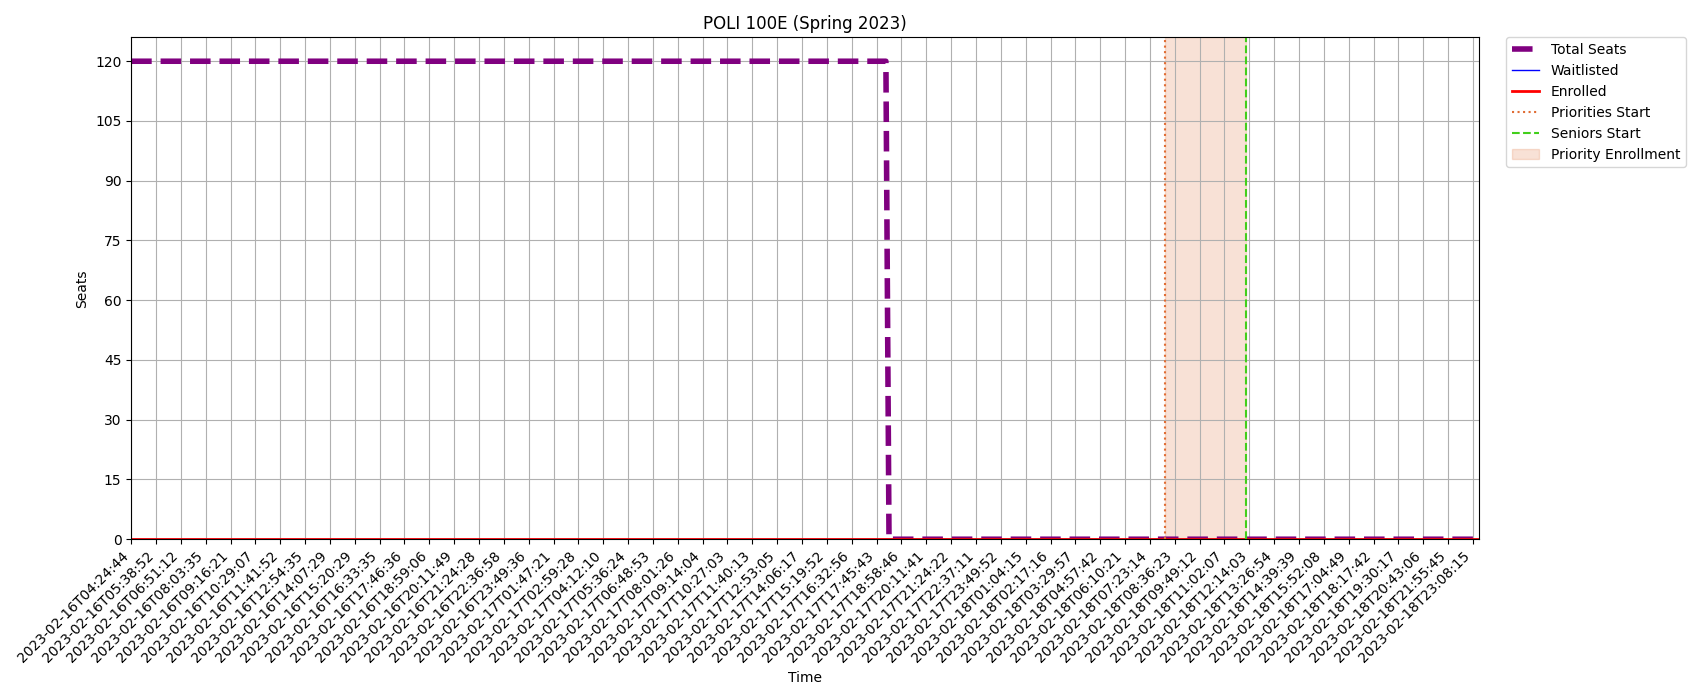 POLI 100E (Spring 2023)
Total Seats
Waitlisted
Enrolled
Priorities Start
Seniors Start
Priority Enrollment
Seats
120
105
90
75
60
45
30
15
0
2023-02-16T04:24:44
2023-02-16T05:38:52
2023-02-16T06:51:12
2023-02-16T08:03:35
2023-02-16T09:16:21
2023-02-16T10:29:07
2023-02-16T11:41:52
2023-02-16T12:54:35
2023-02-16T14:07:29
2023-02-16T15:20:29
2023-02-16T16:33:35
2023-02-16T17:46:36
2023-02-16T18:59:06
2023-02-16T20:11:49
2023-02-16T21:24:28
2023-02-16T22:36:58
2023-02-16T23:49:36
2023-02-17T01:47:21
2023-02-17T02:59:28
2023-02-17T04:12:10
2023-02-17T05:36:24
2023-02-17T06:48:53
2023-02-17T08:01:26
2023-02-17T09:14:04
2023-02-17T10:27:03
2023-02-17T11:40:13
2023-02-17T12:53:05
2023-02-17T14:06:17
2023-02-17T15:19:52
2023-02-17T16:32:56
2023-02-17T17:45:43
2023-02-17T18:58:46
2023-02-17T20:11:41
2023-02-17T21:24:22
2023-02-17T22:37:11
2023-02-17T23:49:52
2023-02-18T01:04:15
2023-02-18T02:17:16
2023-02-18T03:29:57
2023-02-18T04:57:42
2023-02-18T06:10:21
2023-02-18T07:23:14
2023-02-18T08:36:23
2023-02-18T09:49:12
2023-02-18T11:02:07
2023-02-18T12:14:03
2023-02-18T13:26:54
2023-02-18T14:39:39
2023-02-18T15:52:08
2023-02-18T17:04:49
2023-02-18T18:17:42
2023-02-18T19:30:17
2023-02-18T20:43:06
2023-02-18T21:55:45
2023-02-18T23:08:15
Time